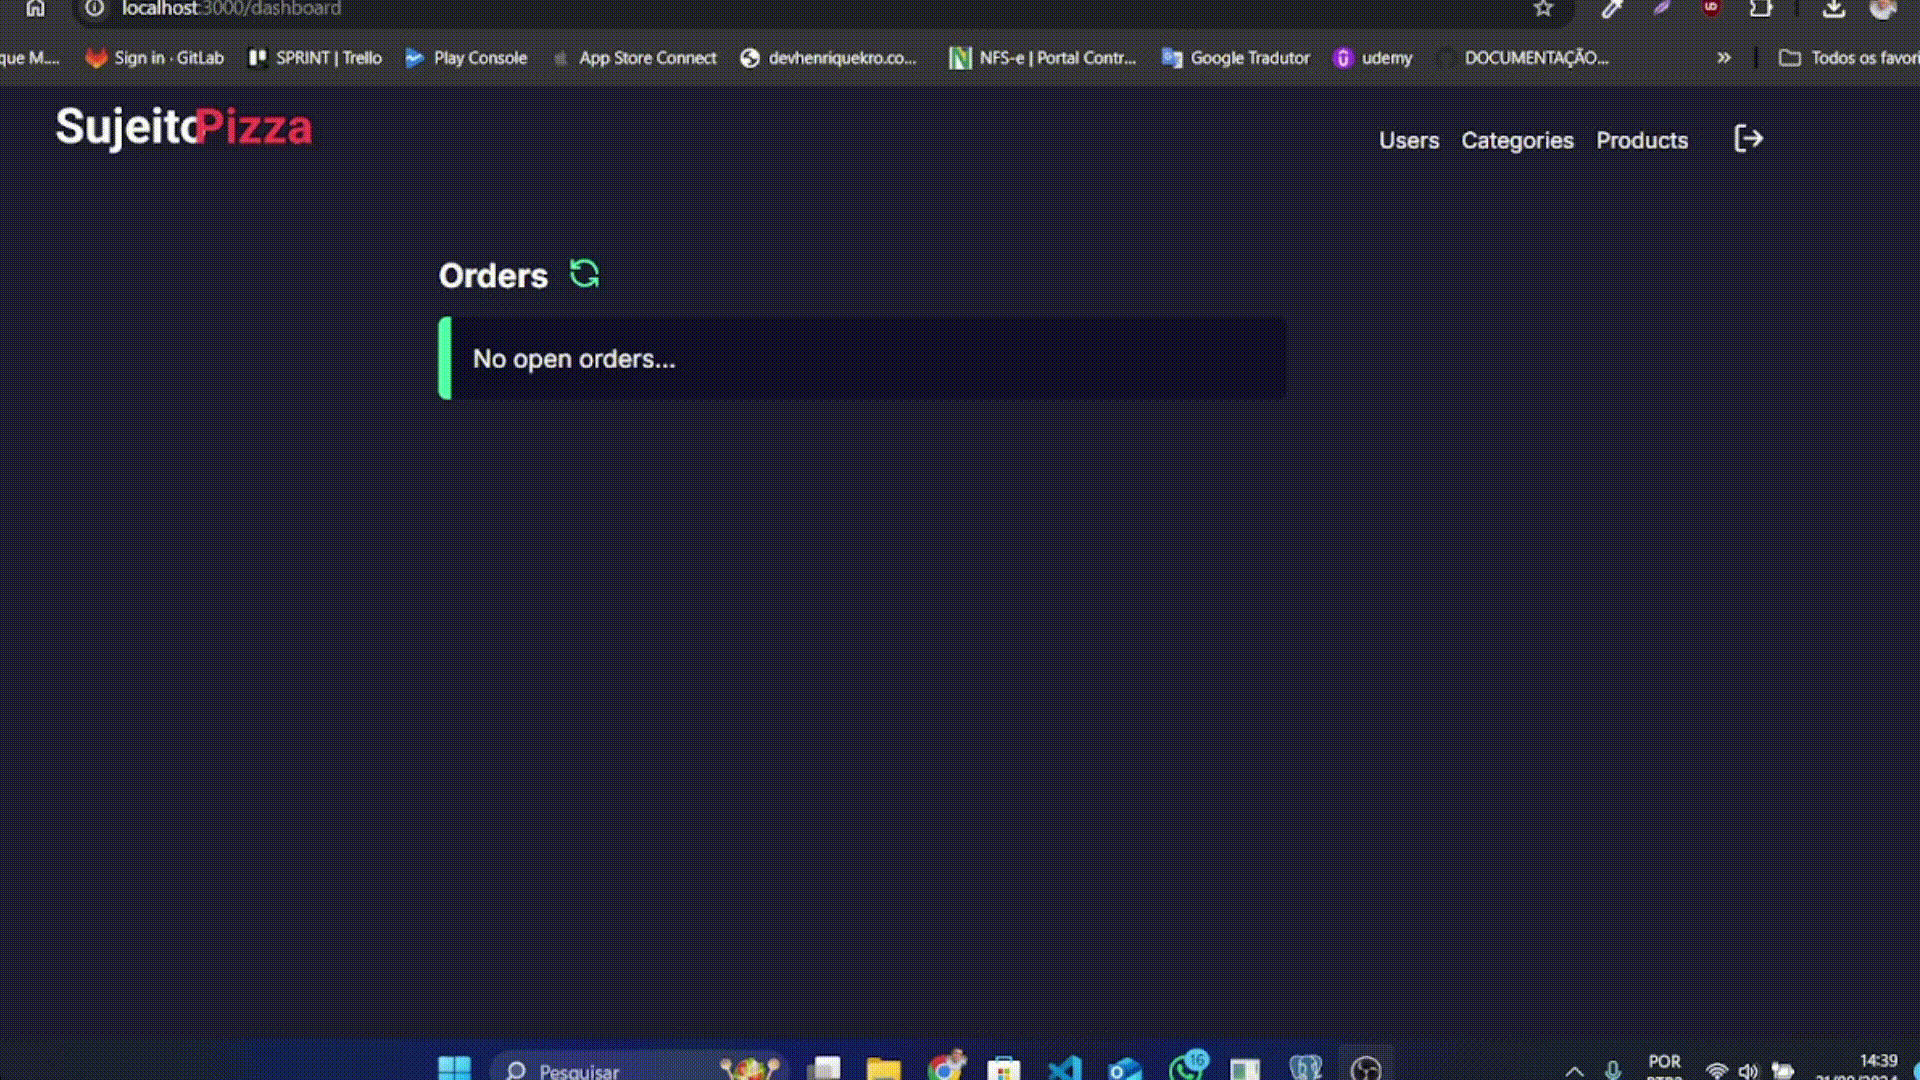 localhost:3000/dashboard
que M.... Sign in · GitLab SPRINT | Trello Play Console App Store Connect devhenriquekro.co... NFS-e | Portal Contr... Google Tradutor udemy DOCUMENTAÇÃO... » Todos os favori
SujeitoPizza
Users Categories Products
Orders
No open orders...
Pesquisar
16
POR
14:39